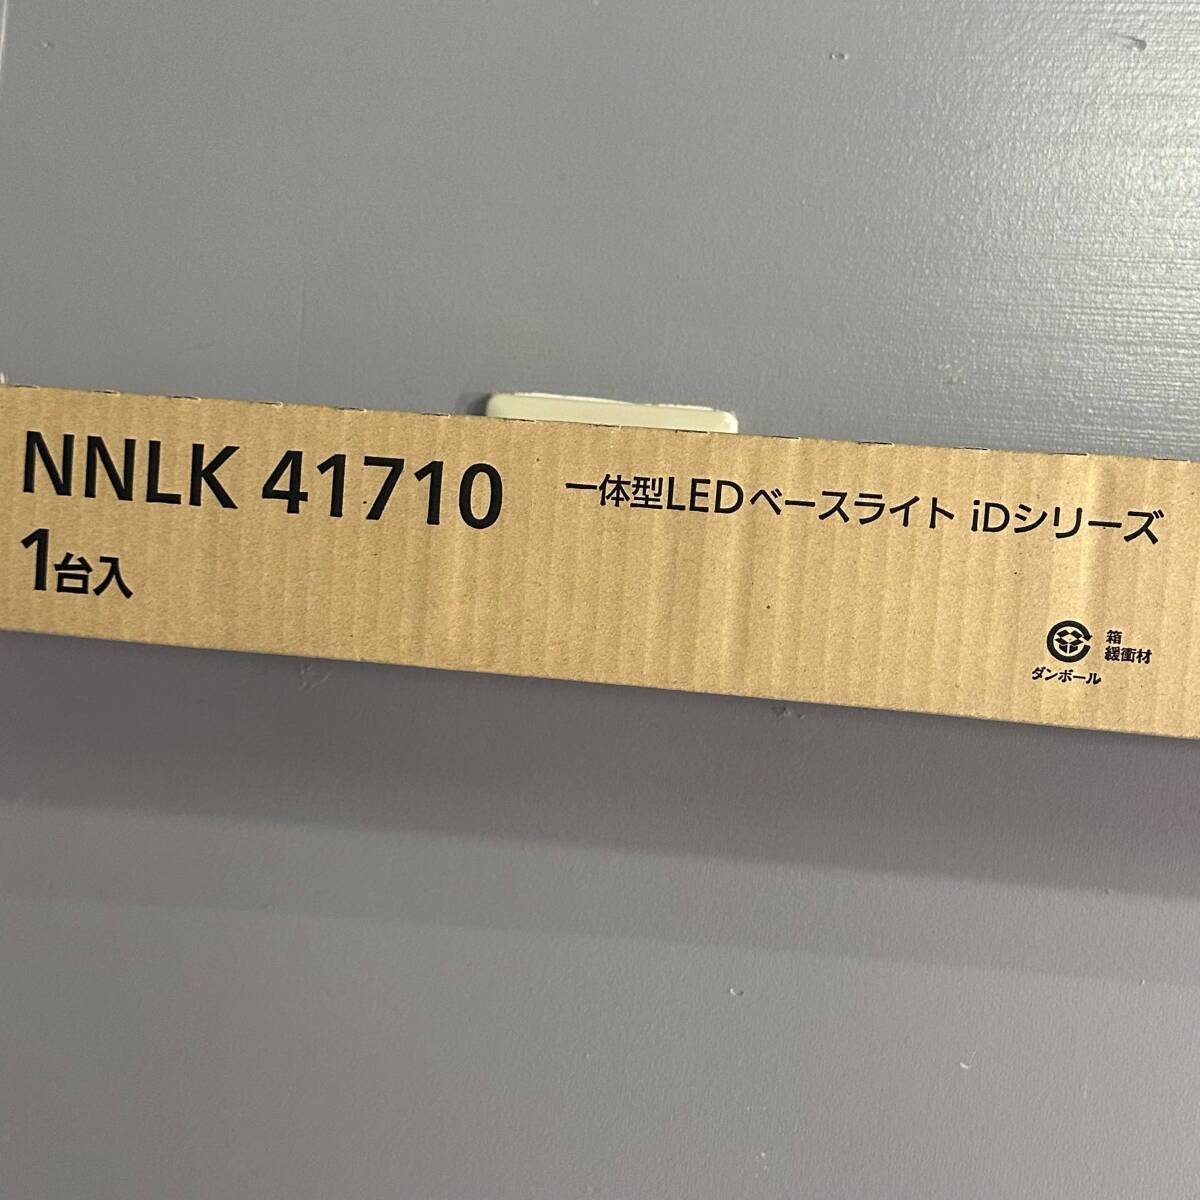 NNLK 41710
1台入
一体型LEDベースライト iDシリーズ
箱
緩衝材
ダンボール